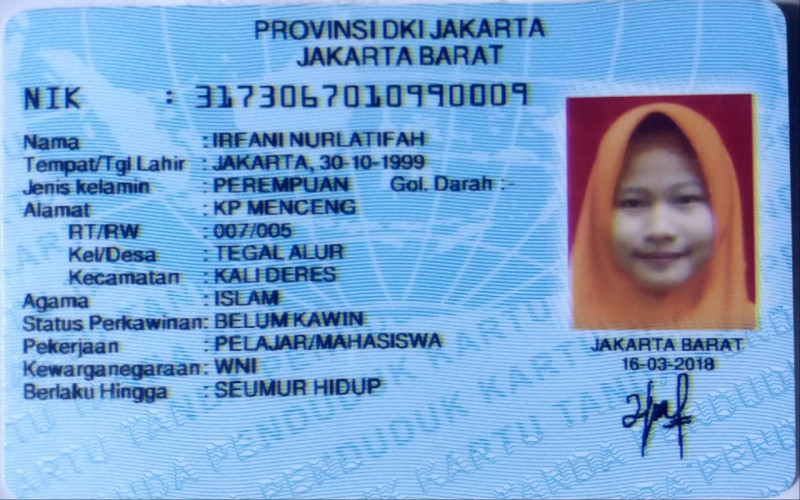 PROVINSI DKI JAKARTA
JAKARTA BARAT
NIK : 3173067010990009
Nama : IRFANI NURLATIFAH
Tempat/Tgl Lahir : JAKARTA, 30-10-1999
Jenis kelamin : PEREMPUAN Gol. Darah :-
Alamat : KP MENCENG
RT/RW : 007/005
Kel/Desa : TEGAL ALUR
Kecamatan : KALI DERES
Agama : ISLAM
Status Perkawinan: BELUM KAWIN
Pekerjaan : PELAJAR/MAHASISWA
Kewarganegaraan: WNI
Berlaku Hingga : SEUMUR HIDUP
JAKARTA BARAT
16-03-2018
KARTU TANDA PENDUDUK KARTU TANDA PENDUDUK